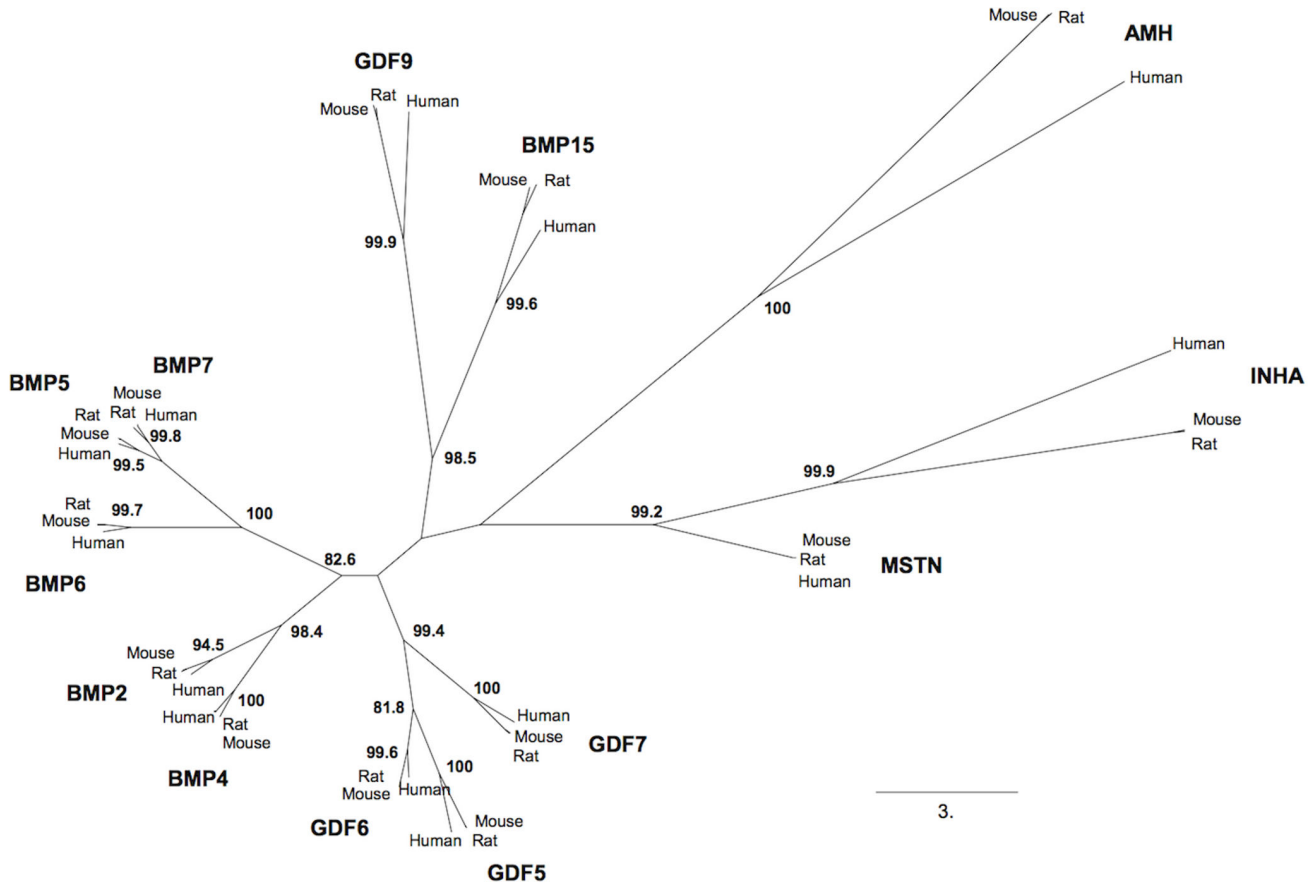 Mouse
Rat
AMH
Human
GDF9
Rat
Mouse
Human
99.9
BMP15
Mouse
Rat
Human
99.6
98.5
100
Human
INHA
Mouse
Rat
99.9
99.2
Mouse
Rat
Human
MSTN
BMP7
BMP5
Mouse
Rat
Human
99.8
Rat
Mouse
Human
99.5
Rat
Mouse
Human
99.7
100
BMP6
82.6
98.4
94.5
Mouse
Rat
Human
BMP2
Human
100
Rat
Mouse
BMP4
99.4
100
Human
Mouse
Rat
GDF7
81.8
99.6
Rat
Mouse
Human
GDF6
100
Mouse
Human
Rat
GDF5
3.